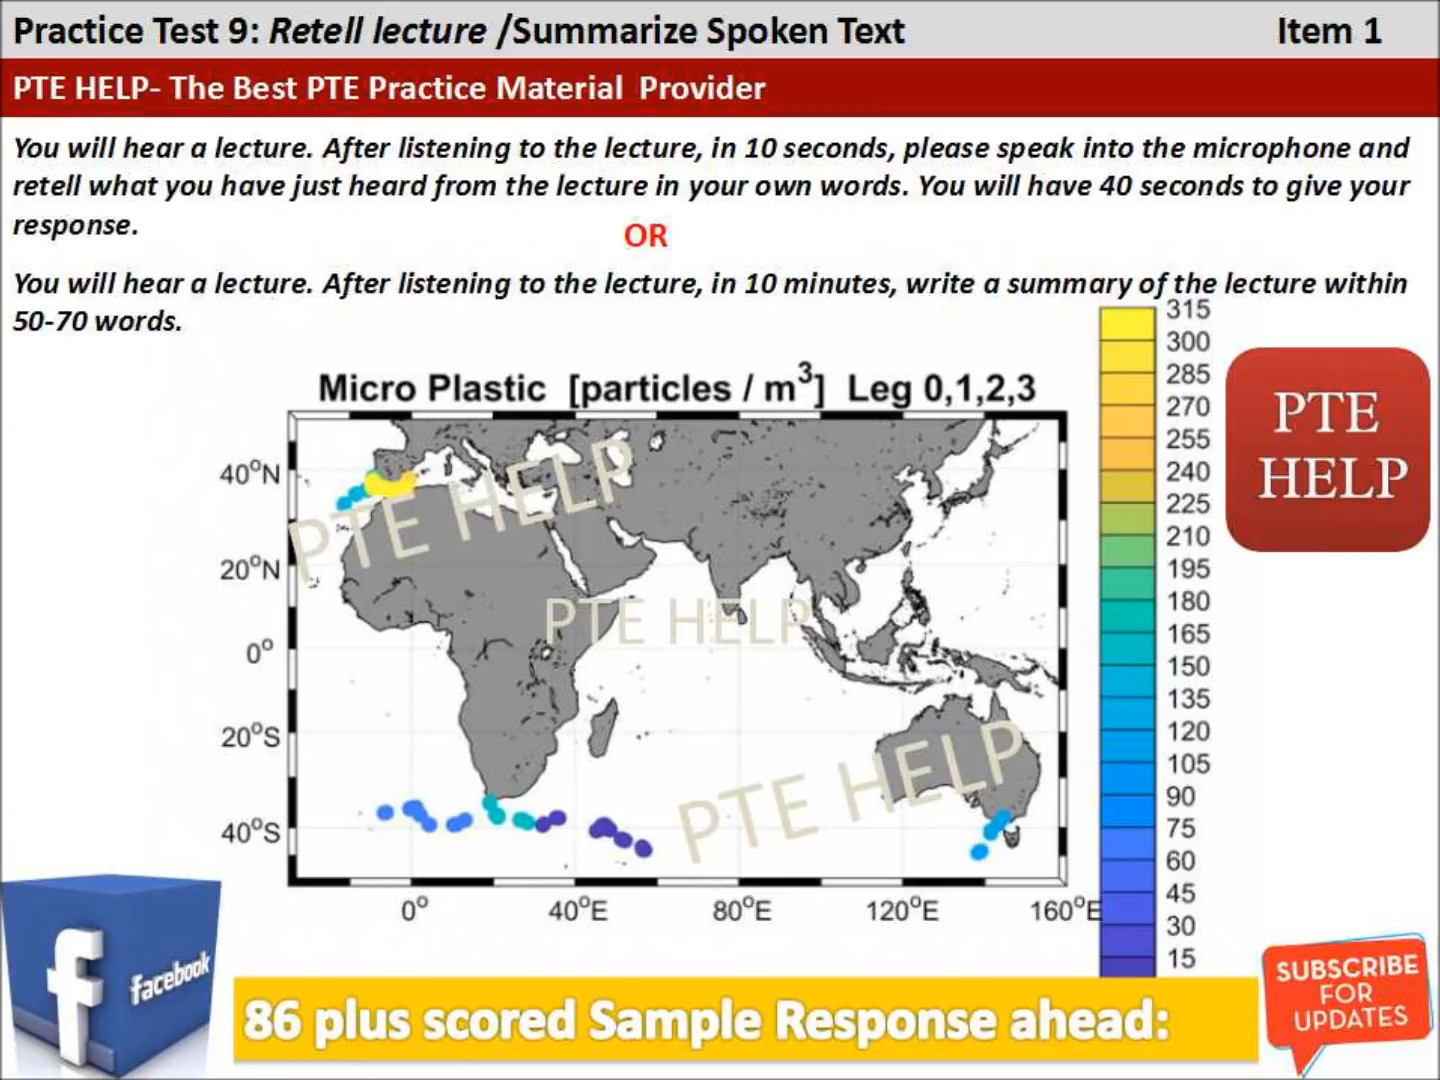 Practice Test 9: Retell lecture /Summarize Spoken Text
Item 1
PTE HELP- The Best PTE Practice Material Provider
You will hear a lecture. After listening to the lecture, in 10 seconds, please speak into the microphone and
retell what you have just heard from the lecture in your own words. You will have 40 seconds to give your
response.
OR
You will hear a lecture. After listening to the lecture, in 10 minutes, write a summary of the lecture within
50-70 words.
Micro Plastic [particles / m³] Leg 0,1,2,3
40°N
20°N
0°
20°S
40°S
0°
40°E
80°E
120°E
160°E
315
300
285
270
255
240
225
210
195
180
165
150
135
120
105
90
75
60
45
30
15
PTE HELP
PTE HELP
PTE HELP
PTE
HELP
f
facebook
86 plus scored Sample Response ahead:
SUBSCRIBE
FOR
UPDATES